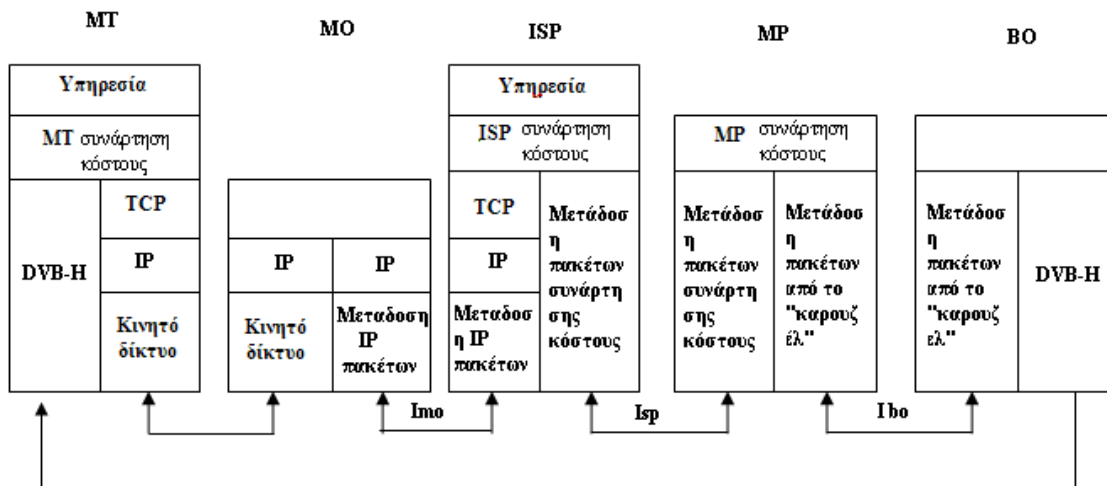 MT
MO
ISP
MP
BO
Υπηρεσία
MT συνάρτηση
κόστους
DVB-H
TCP
IP
Κινητό
δίκτυο
IP
IP
Κινητό
δίκτυο
Μεταδοση
IP
πακέτων
Υπηρεσία
ISP συνάρτηση
κόστους
TCP
IP
Μεταδοσ
η IP
πακέτων
Μετάδοσ
η
πακέτων
συνάρτη
σης
κόστους
MP συνάρτηση
κόστους
Μετάδοσ
η
πακέτων
συνάρτη
σης
κόστους
Μετάδοσ
η
πακέτων
από το
"καρουζ
έλ"
Μετάδοσ
η
πακέτων
από το
"καρουζ
ελ"
DVB-H
Imo
Isp
I bo